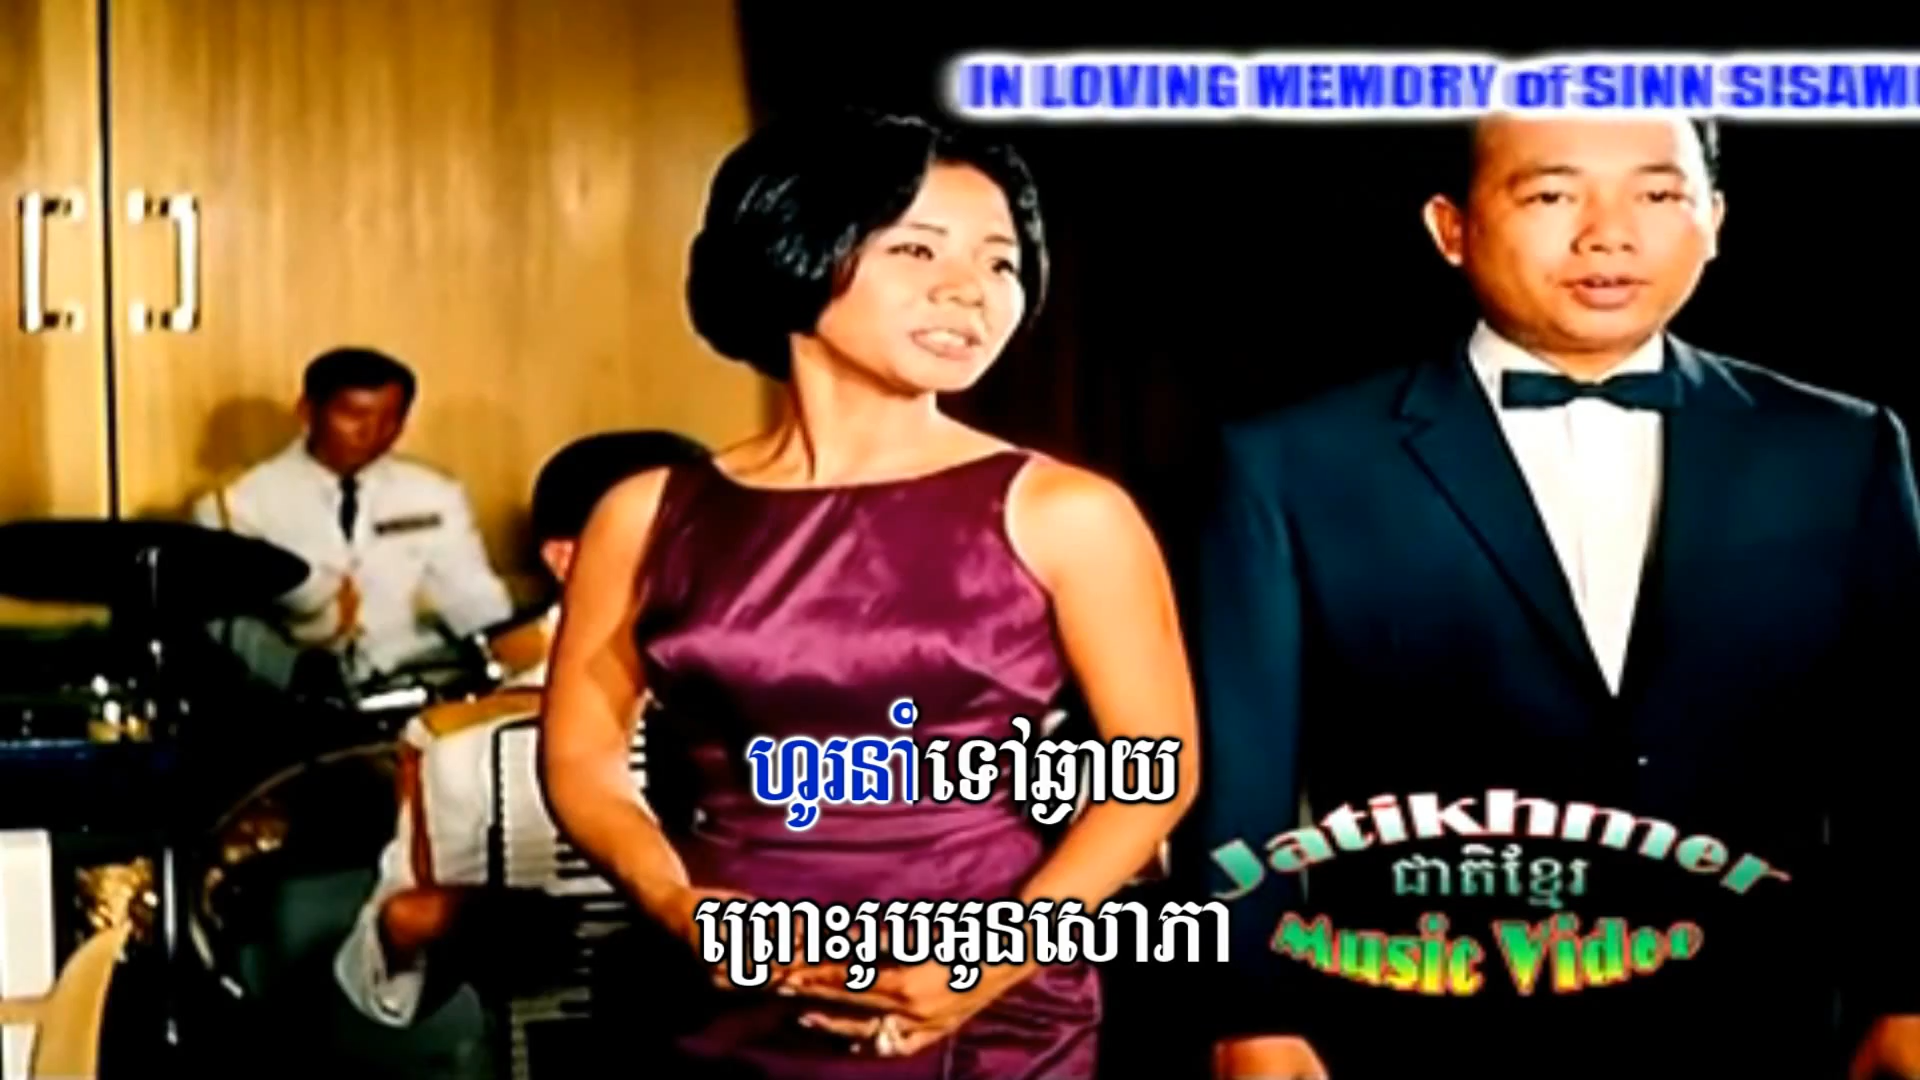 IN LOVING MEMORY of SINN SISAM
ហូរនាំទៅឆ្ងាយ
ព្រោះរូបអូនសោភា
Jatikhmer
ជាតិខ្មែរ
Music Video